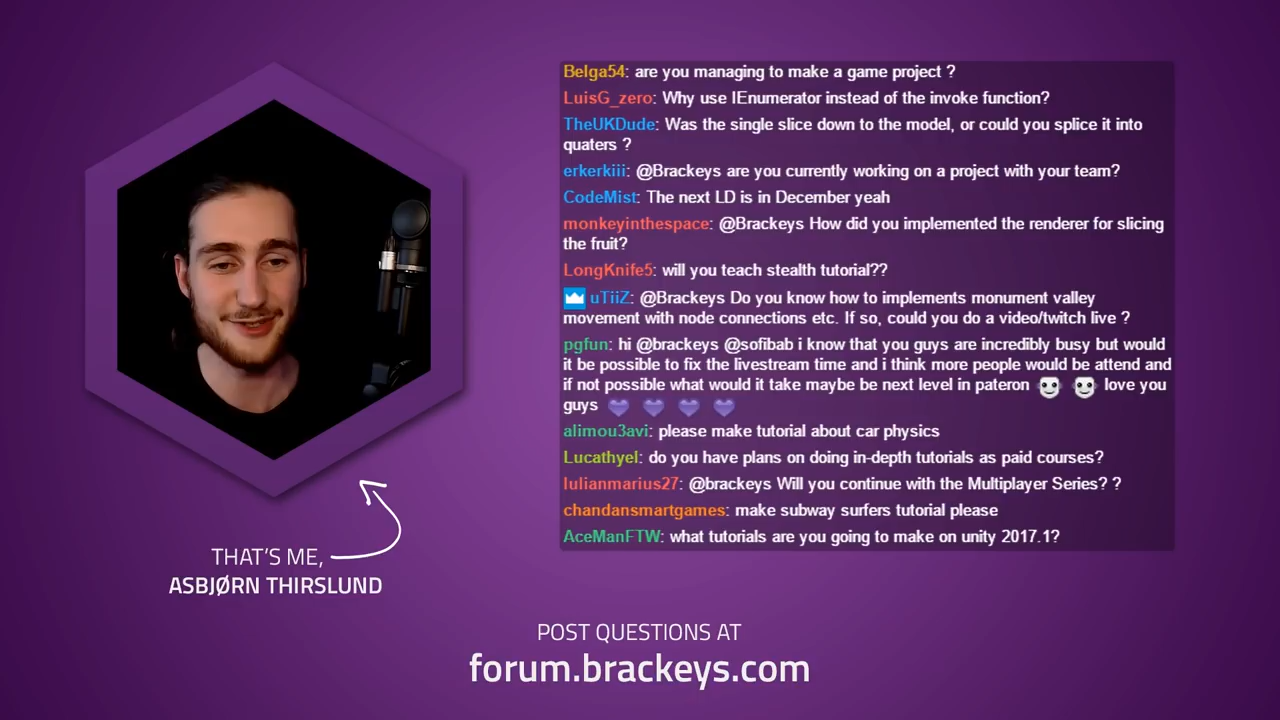 Belga54: are you managing to make a game project ?
LuisG_zero: Why use IEnumerator instead of the invoke function?
TheUKDude: Was the single slice down to the model, or could you splice it into
quaters ?
erkerkiii: @Brackeys are you currently working on a project with your team?
CodeMist: The next LD is in December yeah
monkeyinthespace: @Brackeys How did you implemented the renderer for slicing
the fruit?
LongKnife5: will you teach stealth tutorial??
uTiiZ: @Brackeys Do you know how to implements monument valley
movement with node connections etc. If so, could you do a video/twitch live ?
pgfun: hi @brackeys @sofibab i know that you guys are incredibly busy but would
it be possible to fix the livestream time and i think more people would be attend and
if not possible what would it take maybe be next level in pateron love you
guys
alimou3avi: please make tutorial about car physics
Lucathyel: do you have plans on doing in-depth tutorials as paid courses?
Iulianmarius27: @brackeys Will you continue with the Multiplayer Series? ?
chandansmartgames: make subway surfers tutorial please
AceManFTW: what tutorials are you going to make on unity 2017.1?
THAT'S ME,
ASBJØRN THIRSLUND
POST QUESTIONS AT
forum.brackeys.com